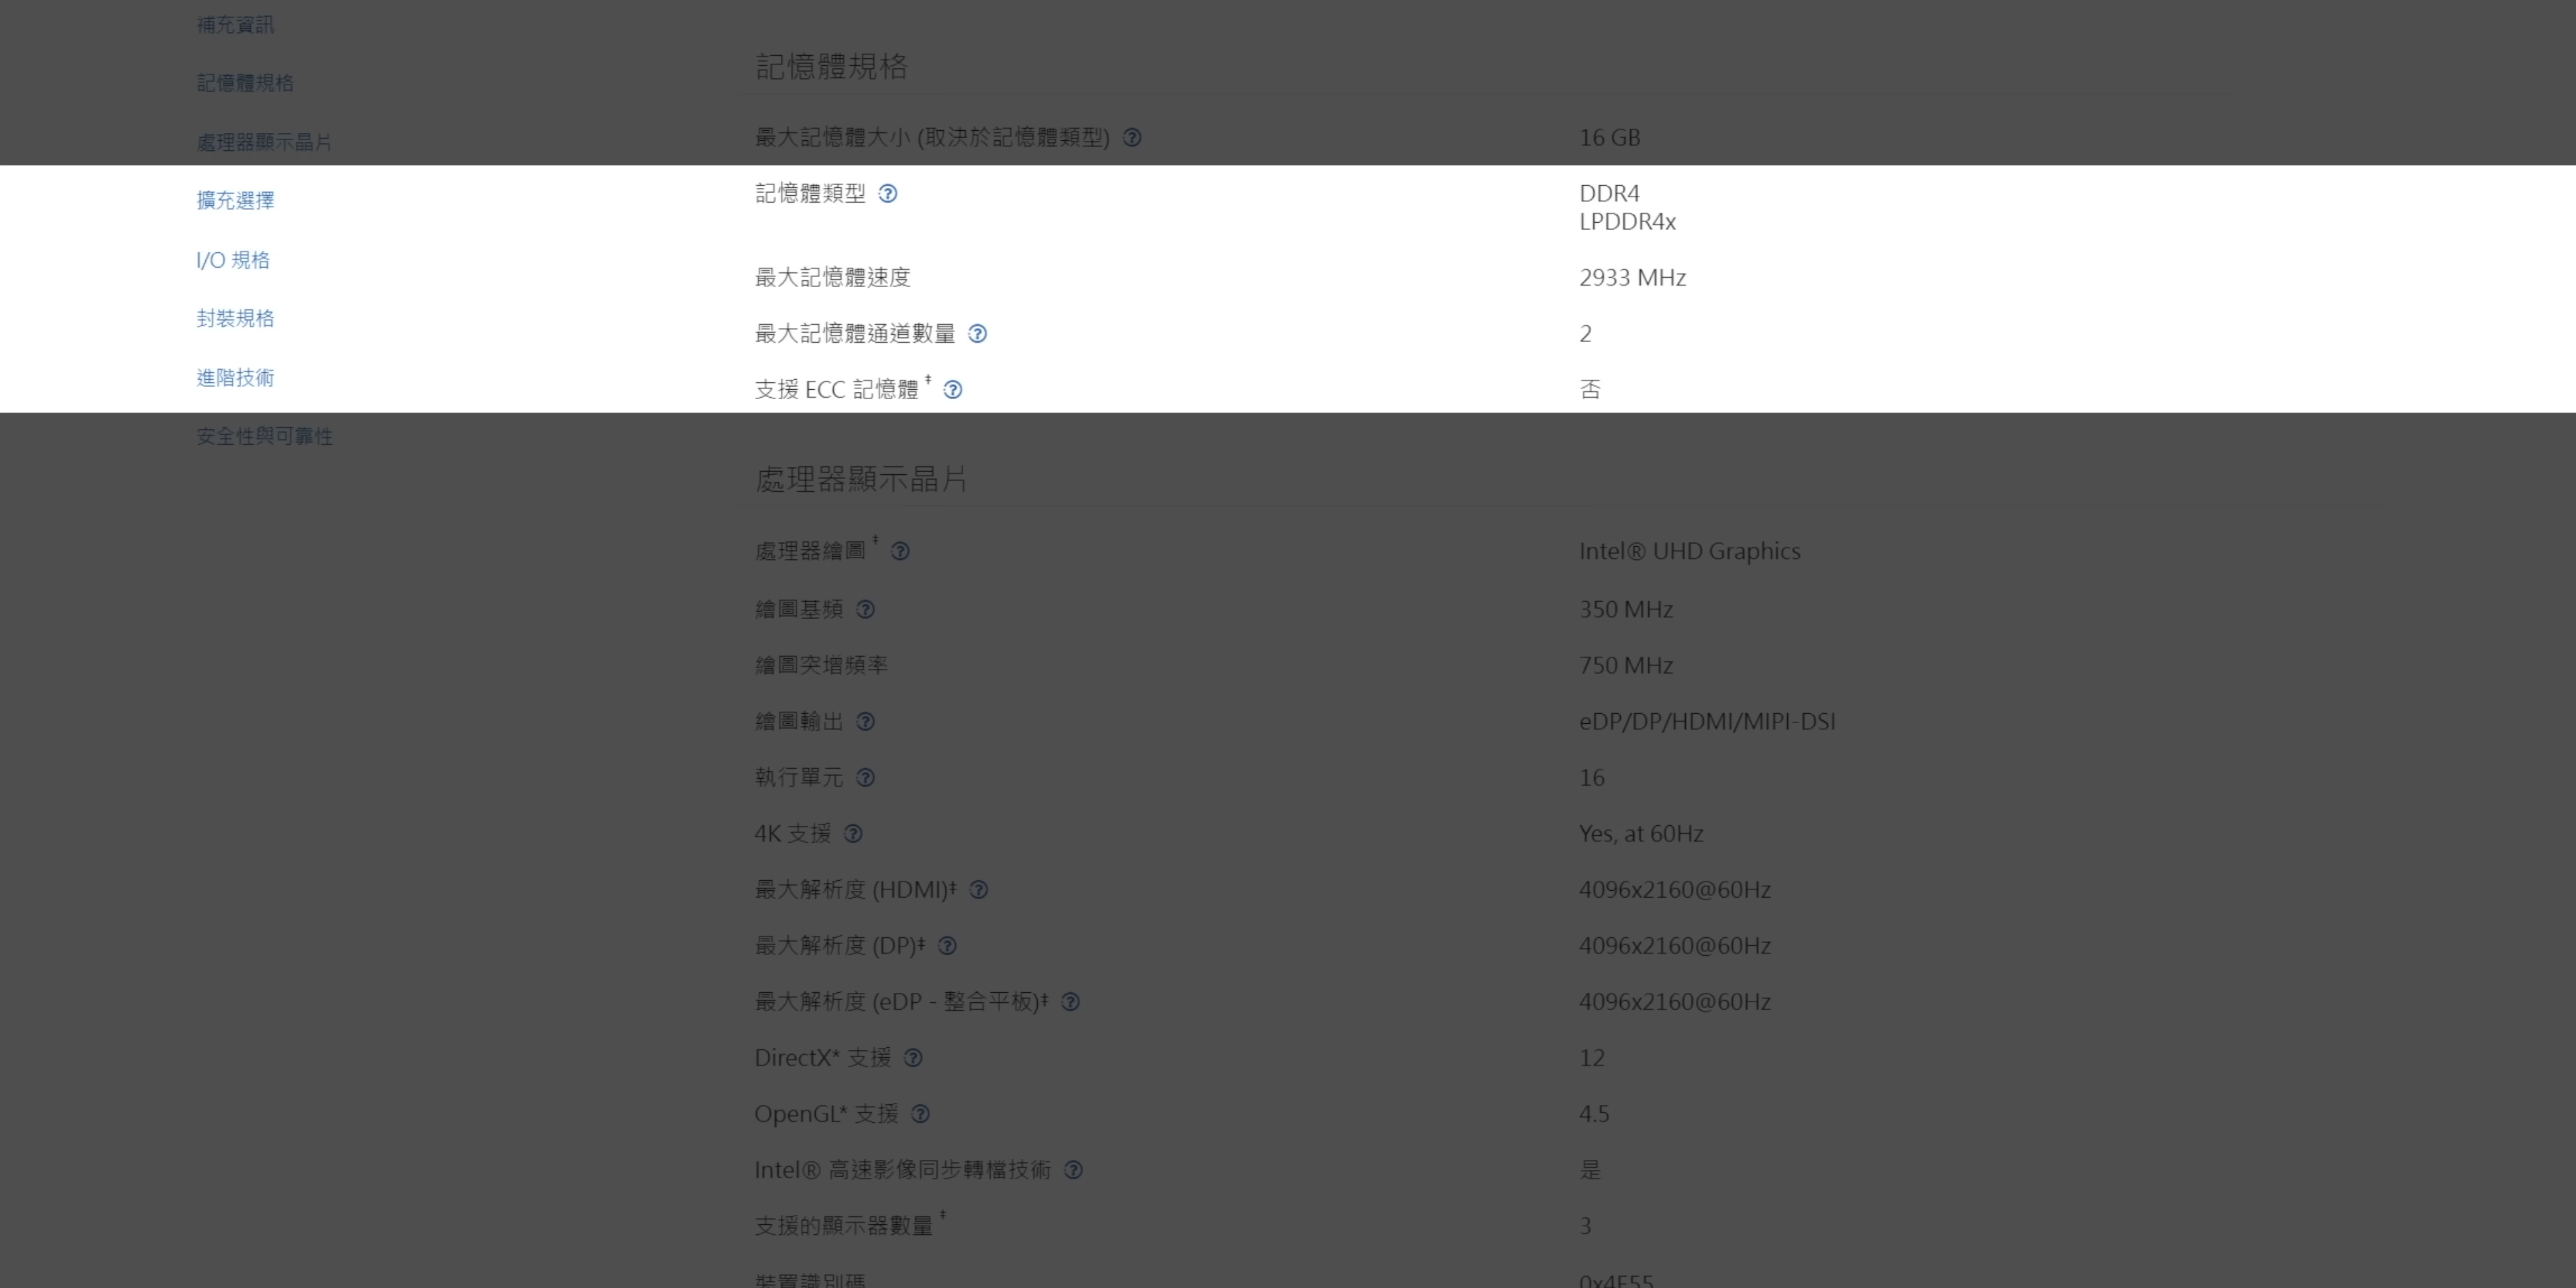 補充資訊
記憶體規格
處理器顯示晶片
擴充選擇
I/O 規格
封裝規格
進階技術
安全性與可靠性
記憶體規格
最大記憶體大小 (取決於記憶體類型) 16 GB
記憶體類型 DDR4
LPDDR4x
最大記憶體速度 2933 MHz
最大記憶體通道數量 2
支援 ECC 記憶體 ‡ 否
處理器顯示晶片
處理器繪圖 ‡ Intel® UHD Graphics
繪圖基頻 350 MHz
繪圖突增頻率 750 MHz
繪圖輸出 eDP/DP/HDMI/MIPI-DSI
執行單元 16
4K 支援 Yes, at 60Hz
最大解析度 (HDMI)‡ 4096x2160@60Hz
最大解析度 (DP)‡ 4096x2160@60Hz
最大解析度 (eDP - 整合平板)‡ 4096x2160@60Hz
DirectX* 支援 12
OpenGL* 支援 4.5
Intel® 高速影像同步轉檔技術 是
支援的顯示器數量 ‡ 3
裝置識別碼 0x4E55